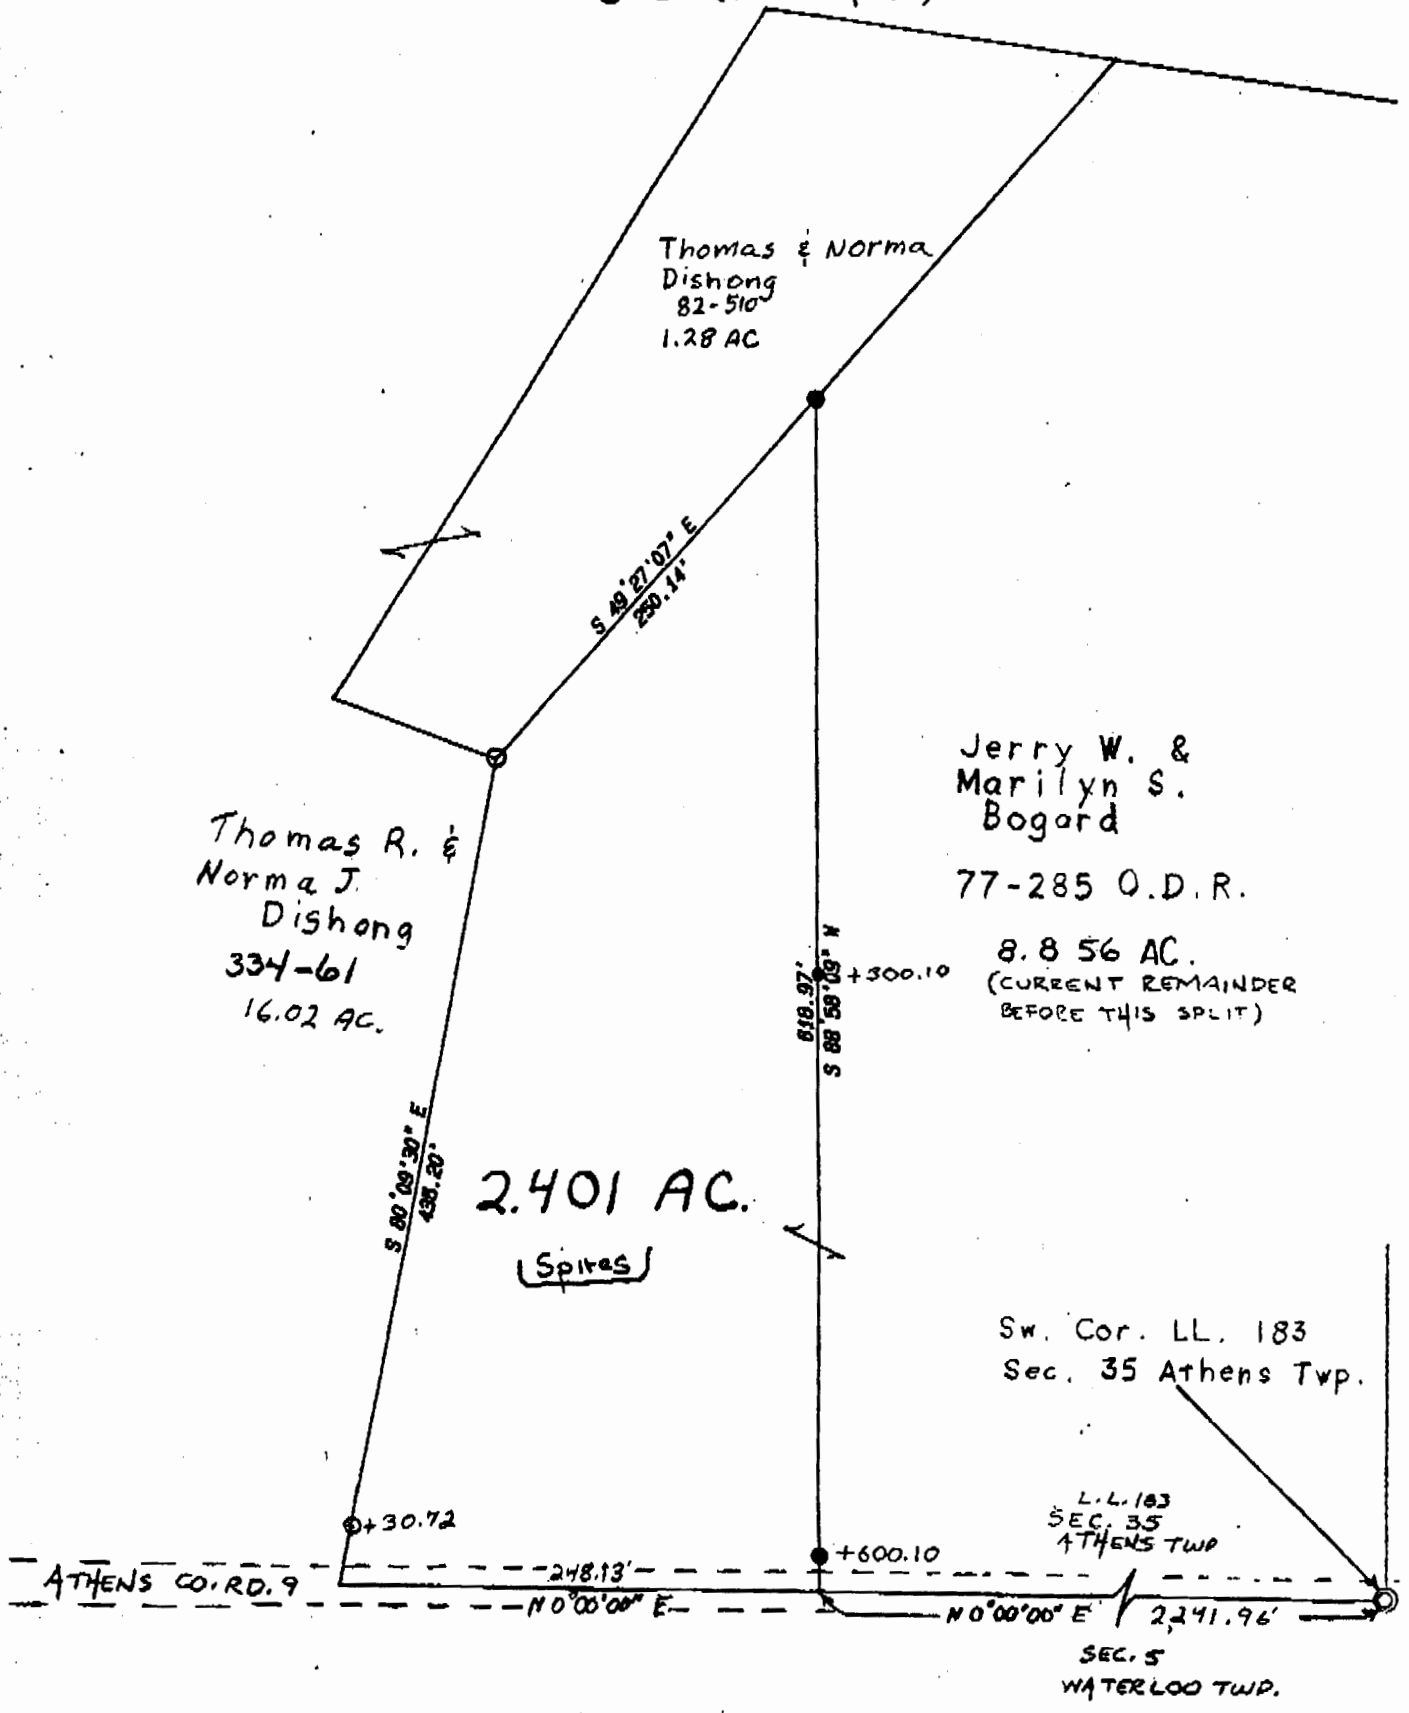 Thomas & Norma
Dishong
82-510
1.28 AC
S 49°27'07" E
250.14'
Jerry W. &
Marilyn S.
Bogard
77-285 O.D.R.
8.856 AC.
(CURRENT REMAINDER
BEFORE THIS SPLIT)
Thomas R. &
Norma J.
Dishong
334-61
16.02 AC.
+300.10
618.97'
S 88°58'09" W
S 80°09'30" E
435.20'
2.401 AC.
Spires
Sw. Cor. LL. 183
Sec. 35 Athens Twp.
L.L. 183
SEC. 35
ATHENS TWP
+30.72
+600.10
ATHENS CO. RD. 9
248.13'
N 0°00'00" E
N 0°00'00" E
2,241.96'
SEC. 5
WATERLOO TWP.